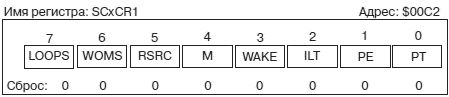 Имя регистра: SCxCR1 Адрес: $00C2
7 6 5 4 3 2 1 0
LOOPS WOMS RSRC M WAKE ILT PE PT
Сброс: 0 0 0 0 0 0 0 0